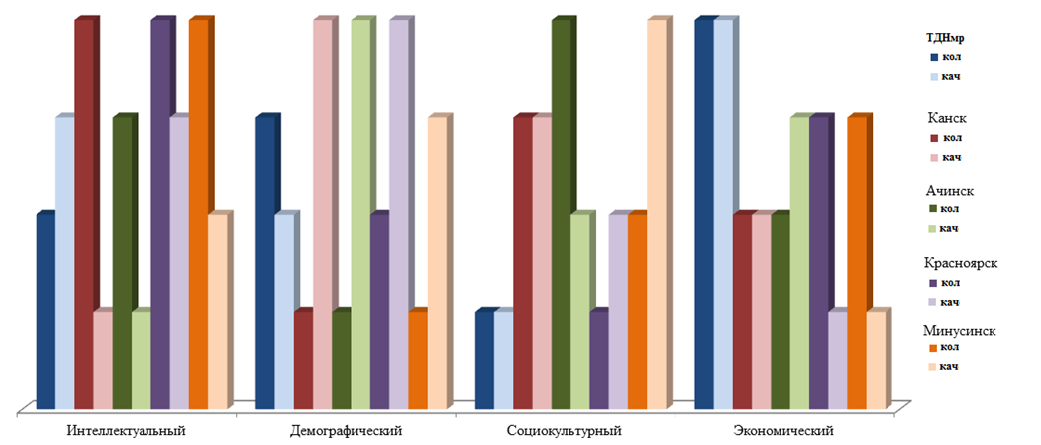 ТДНмр
кол
кач
Канск
кол
кач
Ачинск
кол
кач
Красноярск
кол
кач
Минусинск
кол
кач
Интеллектуальный
Демографический
Социокультурный
Экономический